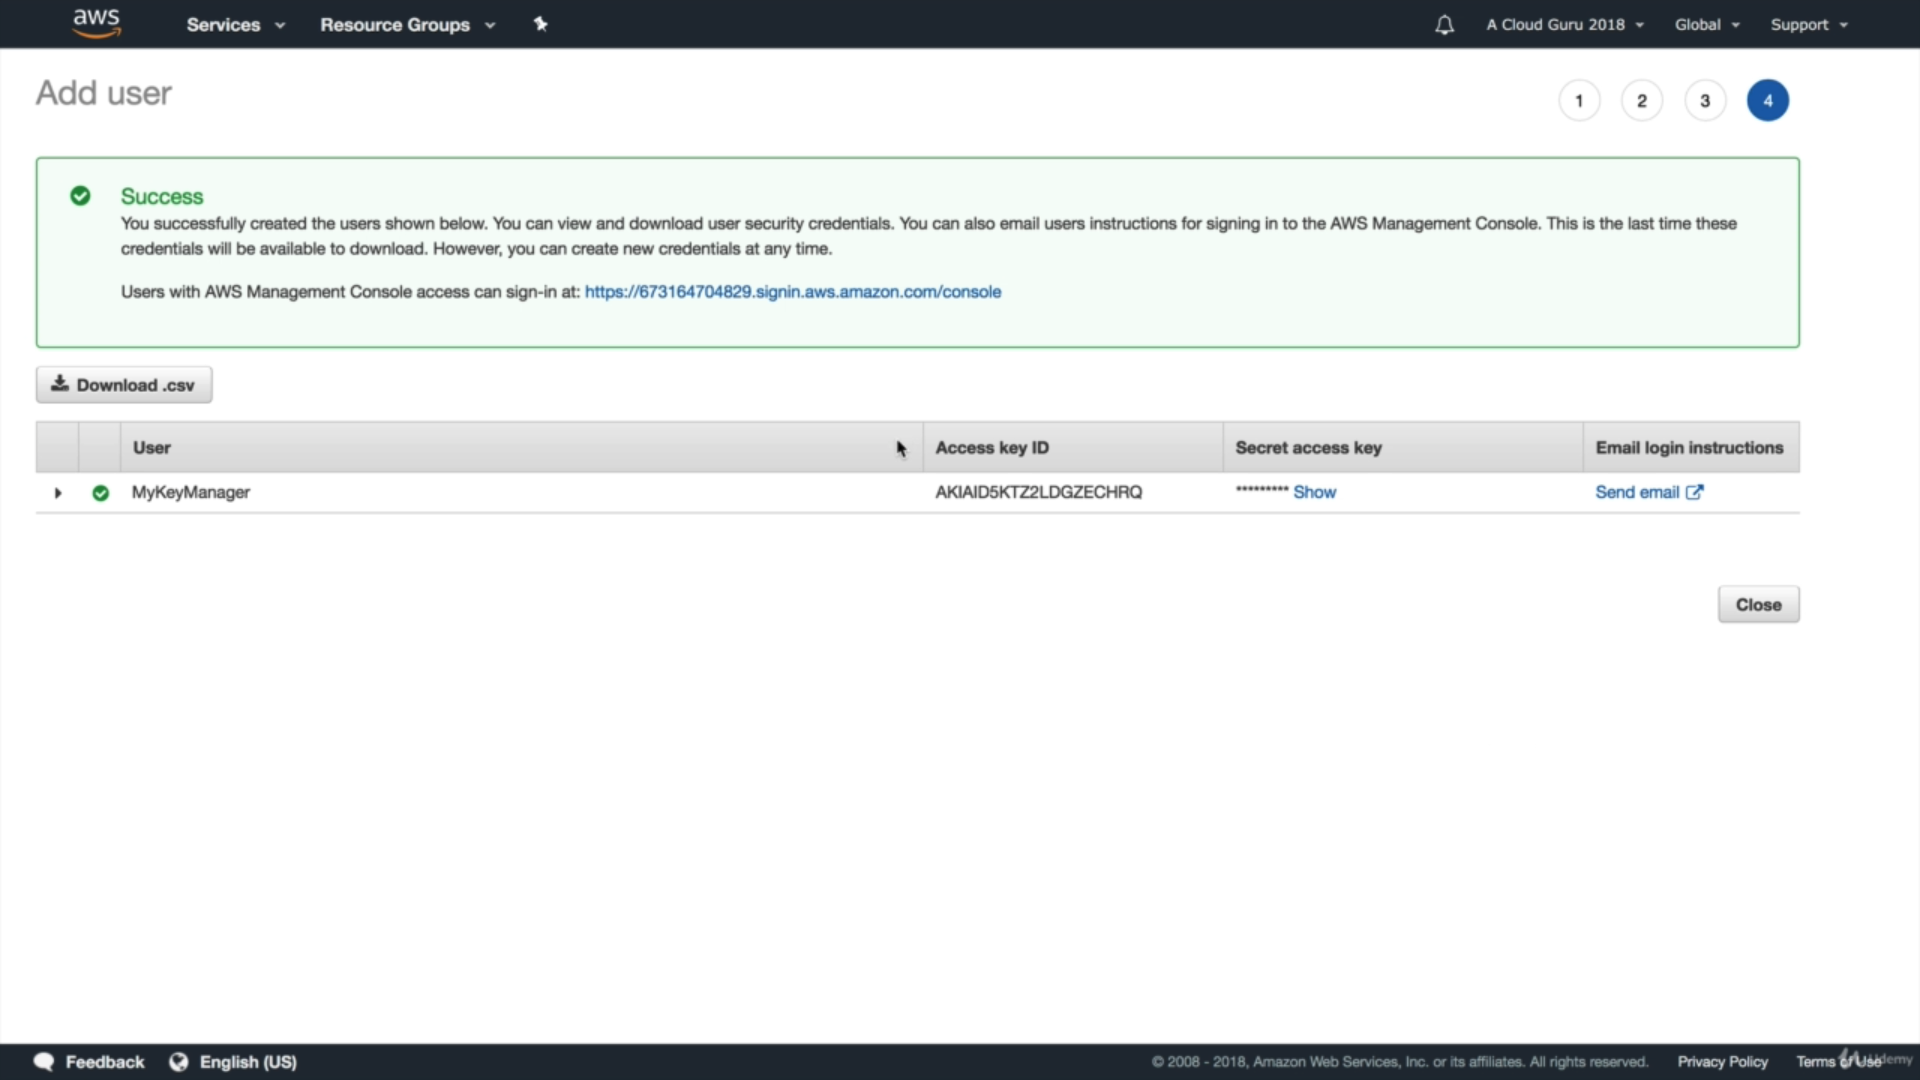 aws Services Resource Groups A Cloud Guru 2018 Global Support
Add user
1 2 3 4
Success
You successfully created the users shown below. You can view and download user security credentials. You can also email users instructions for signing in to the AWS Management Console. This is the last time these
credentials will be available to download. However, you can create new credentials at any time.
Users with AWS Management Console access can sign-in at: https://673164704829.signin.aws.amazon.com/console
Download .csv
User Access key ID Secret access key Email login instructions
MyKeyManager AKIAID5KTZ2LDGZECHRQ ********* Show Send email
Close
Feedback English (US) © 2008 - 2018, Amazon Web Services, Inc. or its affiliates. All rights reserved. Privacy Policy Terms of Use